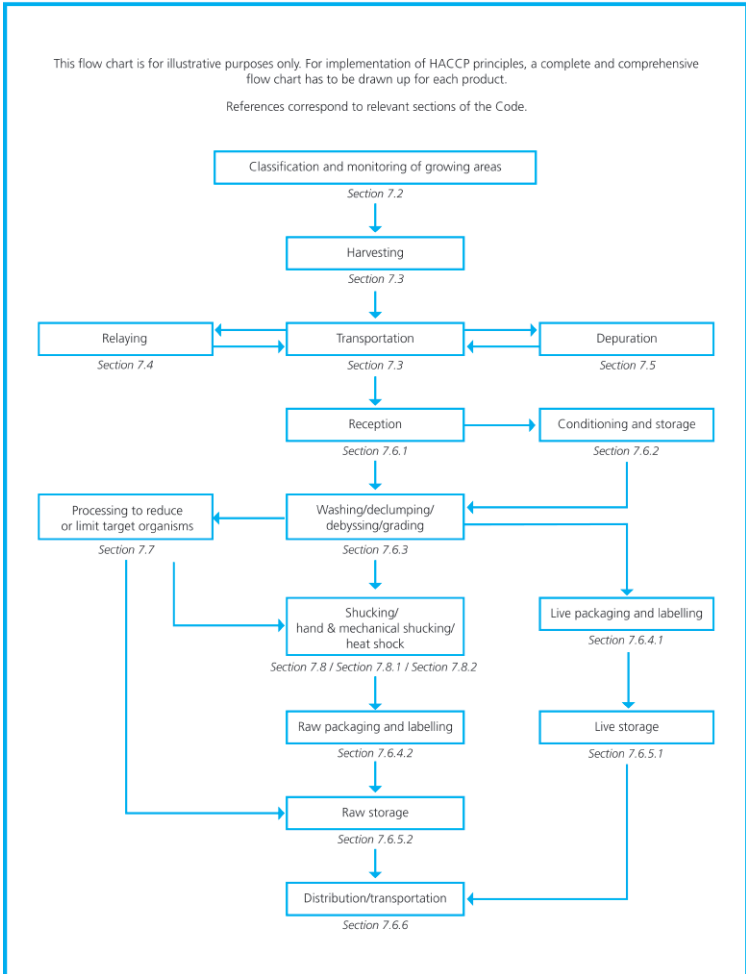 This flow chart is for illustrative purposes only. For implementation of HACCP principles, a complete and comprehensive
flow chart has to be drawn up for each product.
References correspond to relevant sections of the Code.
Classification and monitoring of growing areas
Section 7.2
Harvesting
Section 7.3
Relaying
Section 7.4
Transportation
Section 7.3
Depuration
Section 7.5
Reception
Section 7.6.1
Conditioning and storage
Section 7.6.2
Processing to reduce
or limit target organisms
Section 7.7
Washing/declumping/
debyssing/grading
Section 7.6.3
Shucking/
hand & mechanical shucking/
heat shock
Section 7.8 / Section 7.8.1 / Section 7.8.2
Live packaging and labelling
Section 7.6.4.1
Raw packaging and labelling
Section 7.6.4.2
Live storage
Section 7.6.5.1
Raw storage
Section 7.6.5.2
Distribution/transportation
Section 7.6.6